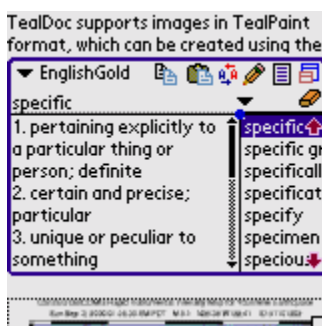 TealDoc supports images in TealPaint
format, which can be created using the
EnglishGold
specific
1. pertaining explicitly to
a particular thing or
person; definite
2. certain and precise;
particular
3. unique or peculiar to
something
specific
specific gr
specificall
specificat
specify
specimen
speciou